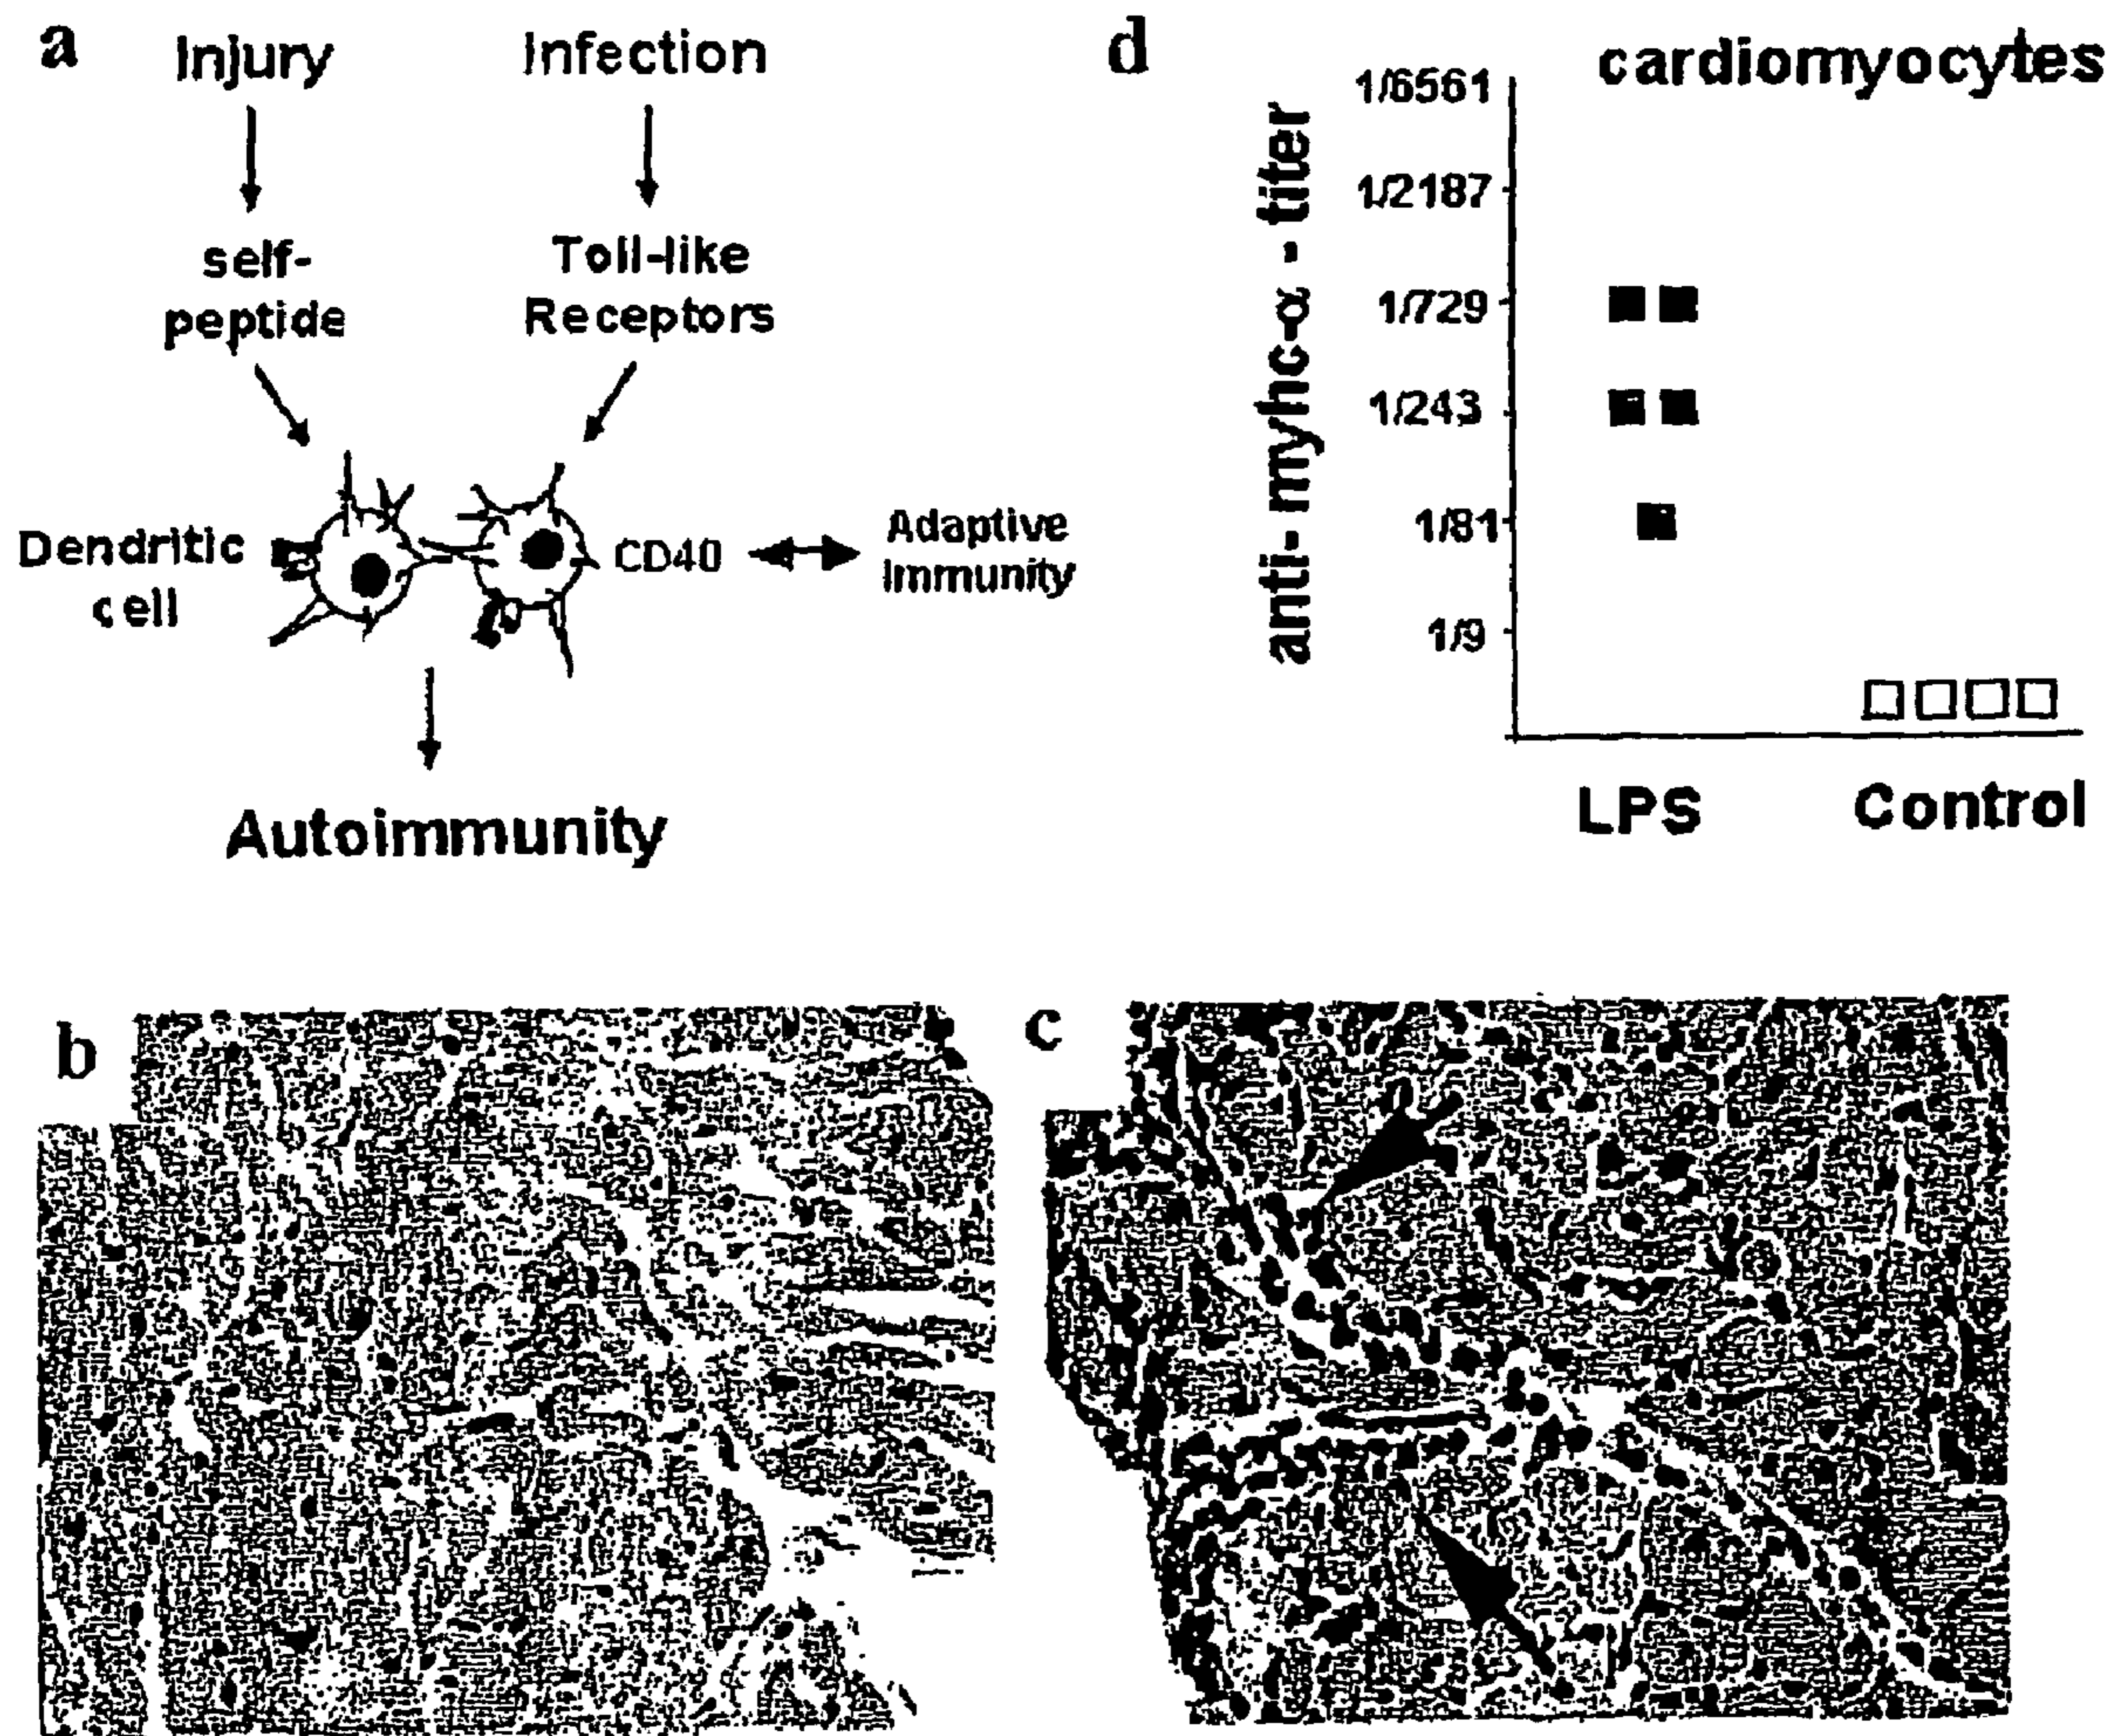 a
Injury
Infection
self-
peptide
Toll-like
Receptors
Dendritic
cell
CD40
Adaptive
Immunity
Autoimmunity
d
cardiomyocytes
anti- myhc-α - titer
1/6561
1/2187
1/729
1/243
1/81
1/9
LPS
Control
b
c